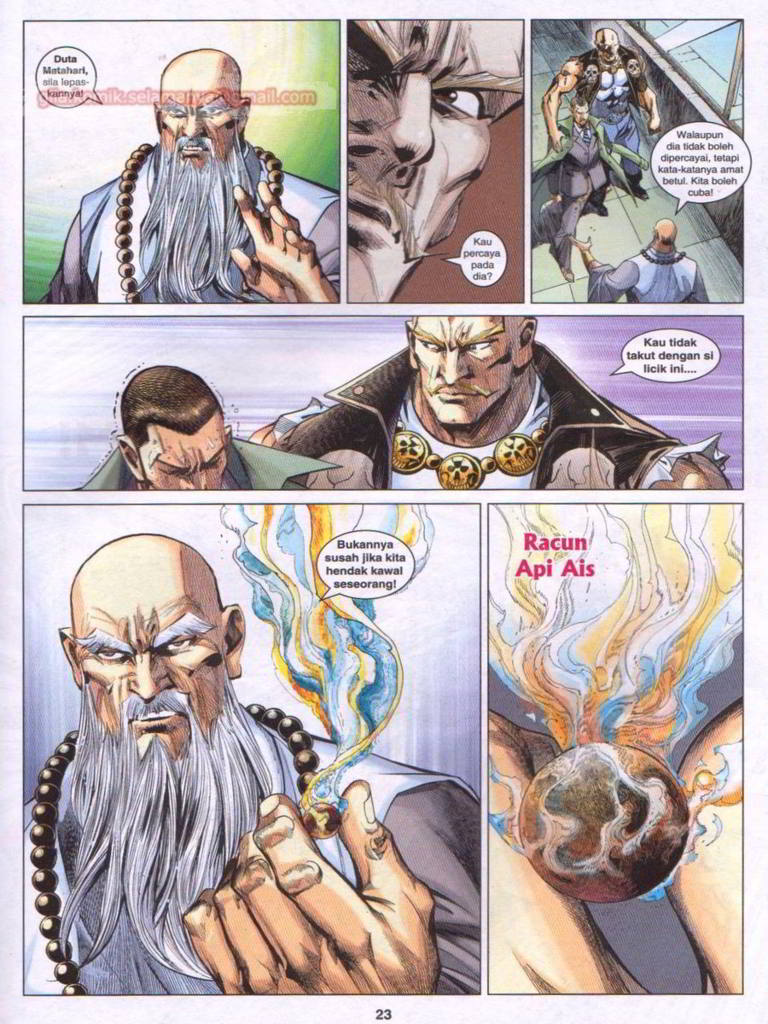 Duta
Matahari,
sila lepas-
kannya!
Kau
percaya
pada
dia?
Walaupun
dia tidak boleh
dipercayai, tetapi
kata-katanya amat
betul. Kita boleh
cuba!
Kau tidak
takut dengan si
licik ini....
Bukannya
susah jika kita
hendak kawal
seseorang!
Racun
Api Ais
23